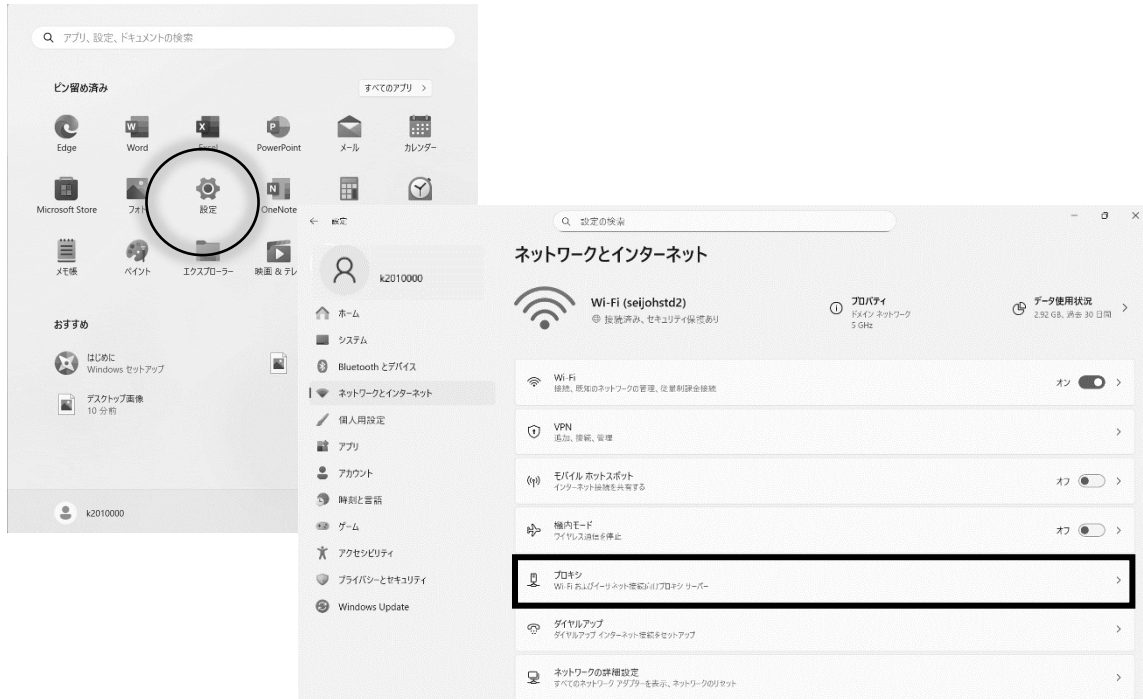 アプリ、設定、ドキュメントの検索
ピン留め済み
すべてのアプリ >
Edge
Word
Excel
PowerPoint
メール
カレンダー
Microsoft Store
フォト
設定
OneNote
メモ帳
ペイント
エクスプローラー
映画 & テレ
おすすめ
はじめに
Windows セットアップ
デスクトップ画像
10 分前
k2010000
← 設定
設定の検索
k2010000
ホーム
システム
Bluetooth とデバイス
ネットワークとインターネット
個人用設定
アプリ
アカウント
時刻と言語
ゲーム
アクセシビリティ
プライバシーとセキュリティ
Windows Update
ネットワークとインターネット
Wi-Fi (seijohstd2)
接続済み、セキュリティ保護あり
プロパティ
ドメイン ネットワーク
5 GHz
データ使用状況
2.92 GB、過去 30 日間
Wi-Fi
接続、既知のネットワークの管理、従量制課金接続
オン
VPN
追加、接続、管理
モバイル ホットスポット
インターネット接続を共有する
オフ
機内モード
ワイヤレス通信を停止
オフ
プロキシ
Wi-Fi およびイーサネット接続向けプロキシ サーバー
ダイヤルアップ
ダイヤルアップ インターネット接続をセットアップ
ネットワークの詳細設定
すべてのネットワーク アダプターを表示、ネットワークのリセット